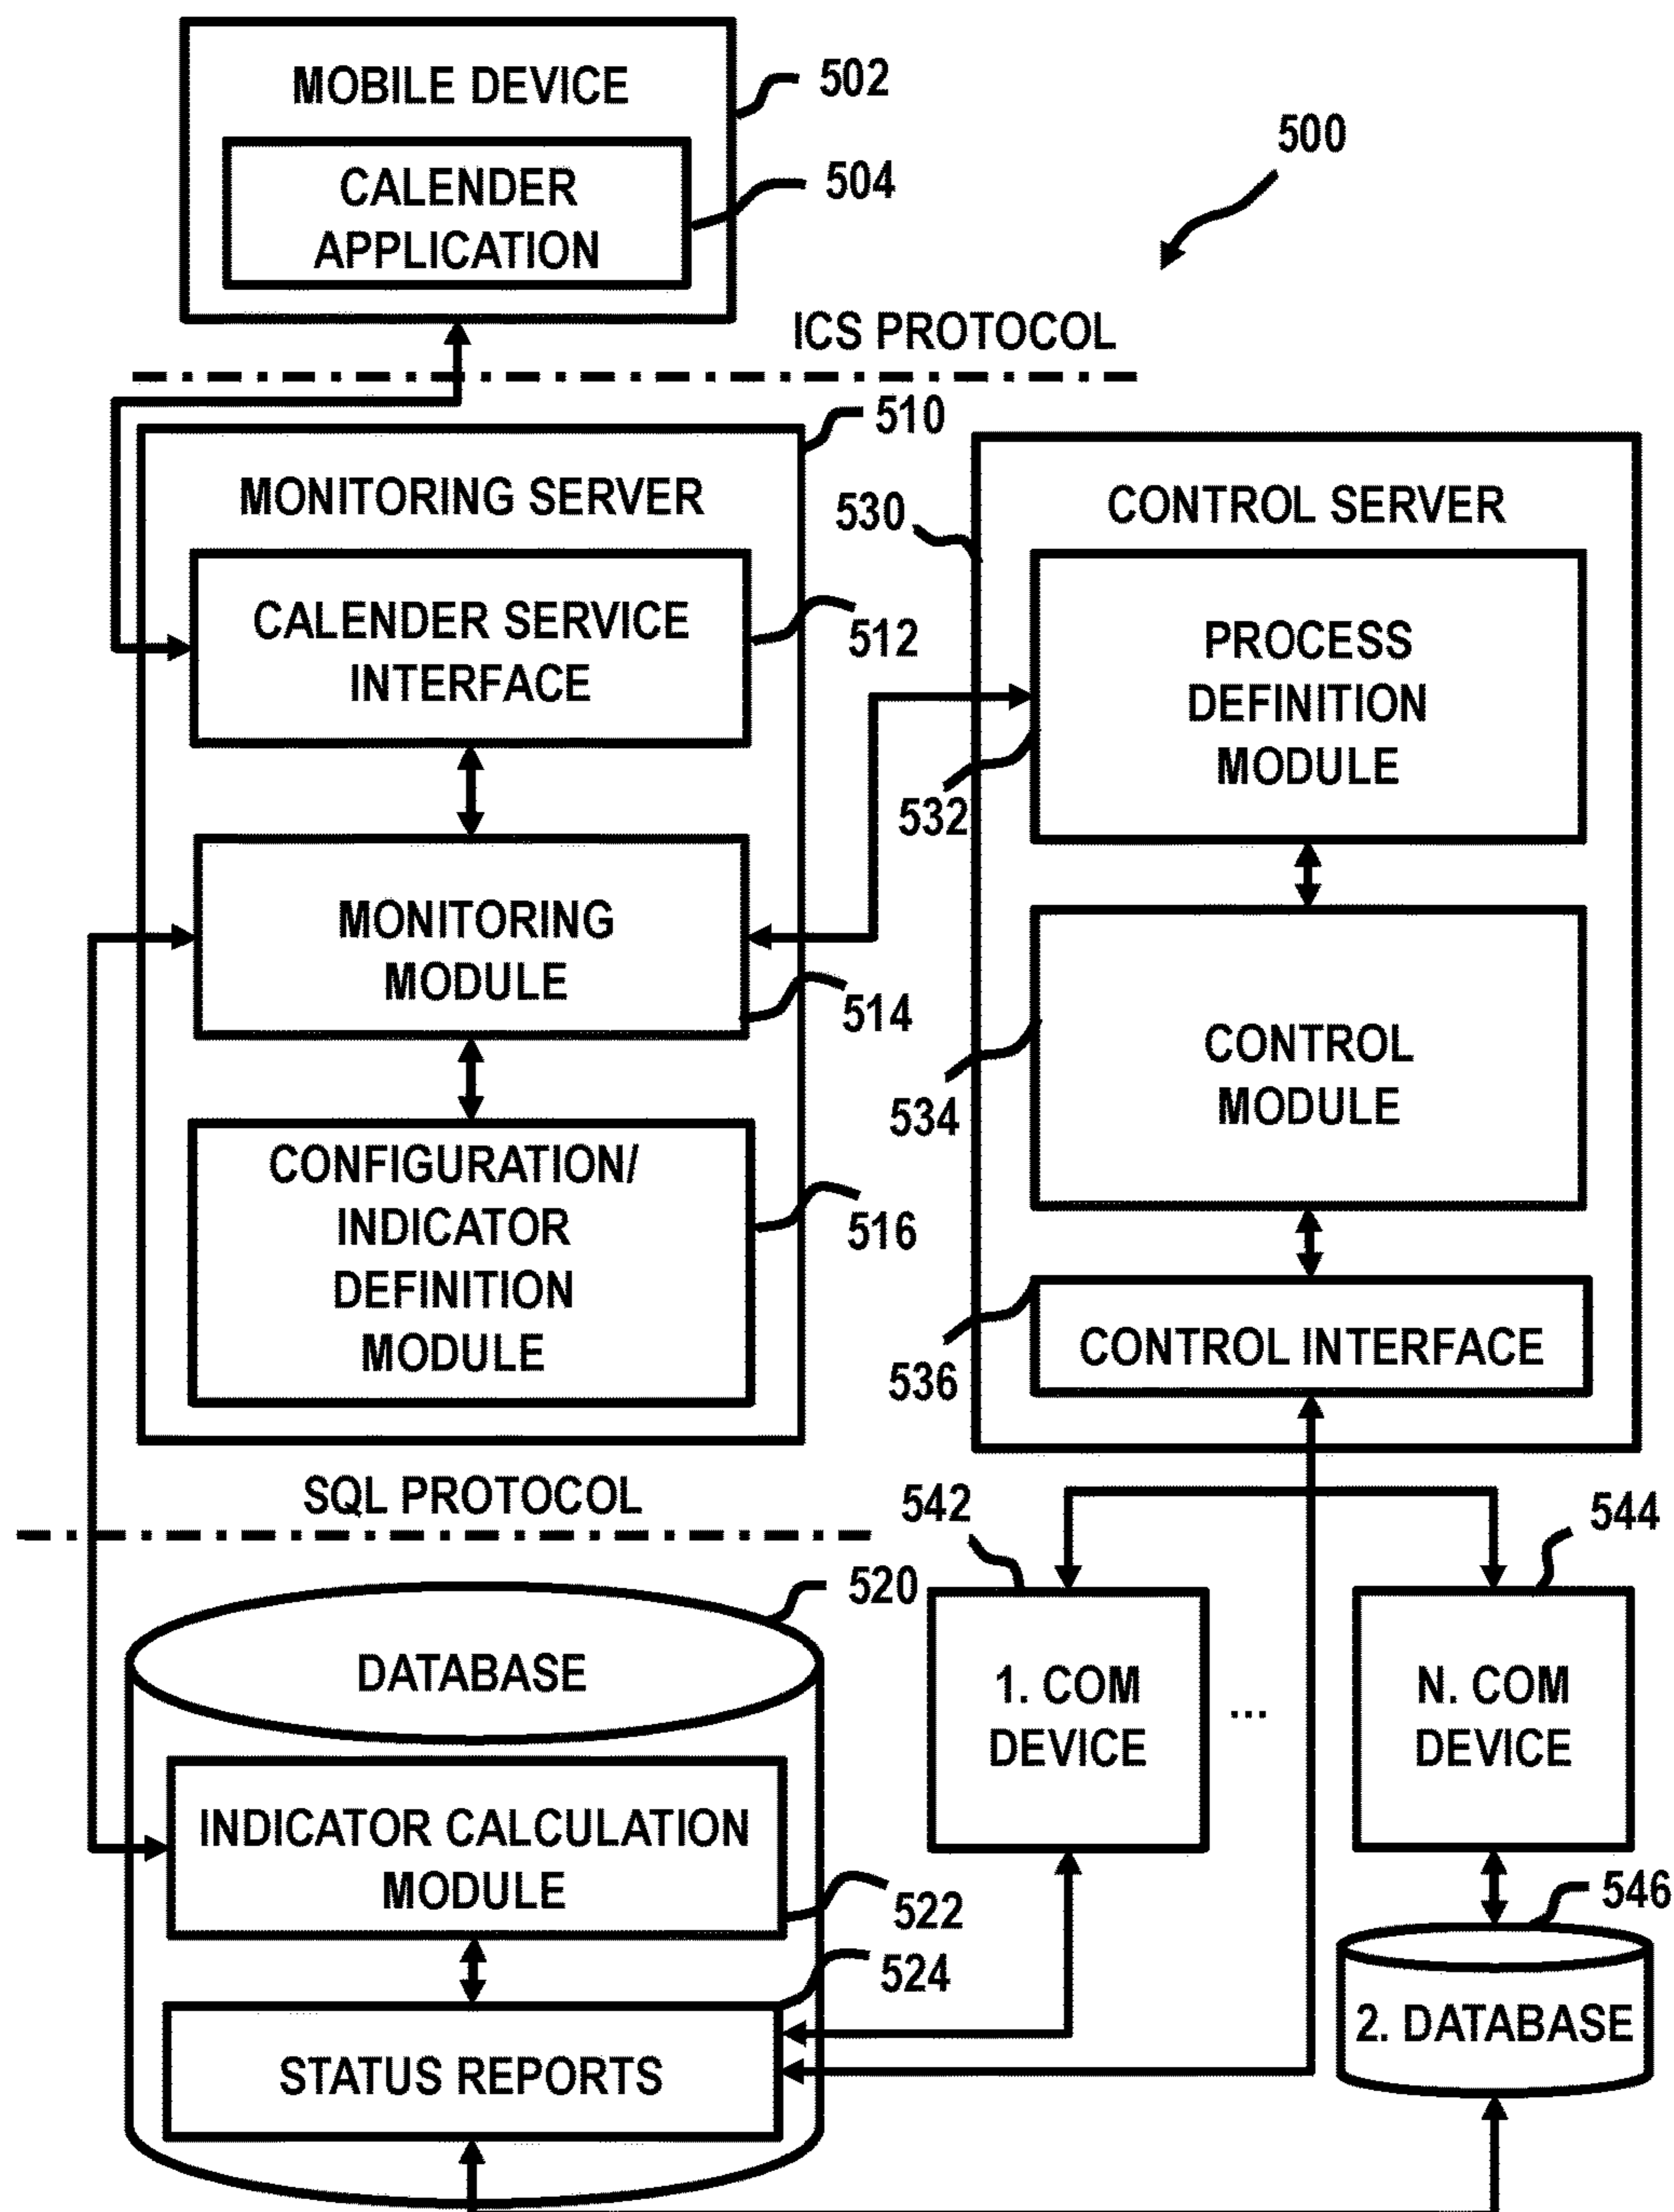 MOBILE DEVICE
502
CALENDER
APPLICATION
504
500
ICS PROTOCOL
510
MONITORING SERVER
CALENDER SERVICE
INTERFACE
512
MONITORING
MODULE
514
CONFIGURATION/
INDICATOR
DEFINITION
MODULE
516
530
CONTROL SERVER
PROCESS
DEFINITION
MODULE
532
CONTROL
MODULE
534
CONTROL INTERFACE
536
SQL PROTOCOL
520
DATABASE
INDICATOR CALCULATION
MODULE
522
524
STATUS REPORTS
542
1. COM
DEVICE
...
544
N. COM
DEVICE
546
2. DATABASE